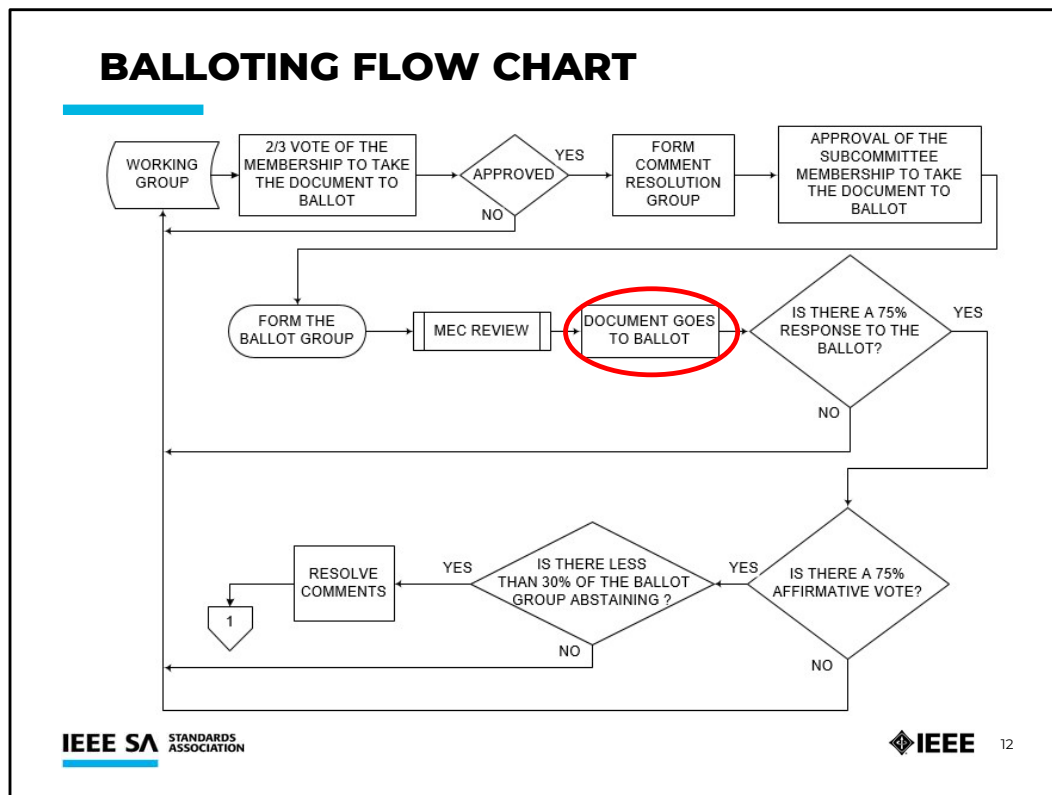 BALLOTING FLOW CHART
WORKING
GROUP
2/3 VOTE OF THE
MEMBERSHIP TO TAKE
THE DOCUMENT TO
BALLOT
APPROVED
YES
NO
FORM
COMMENT
RESOLUTION
GROUP
APPROVAL OF THE
SUBCOMMITTEE
MEMBERSHIP TO TAKE
THE DOCUMENT TO
BALLOT
FORM THE
BALLOT GROUP
MEC REVIEW
DOCUMENT GOES
TO BALLOT
IS THERE A 75%
RESPONSE TO THE
BALLOT?
YES
NO
IS THERE A 75%
AFFIRMATIVE VOTE?
YES
NO
IS THERE LESS
THAN 30% OF THE BALLOT
GROUP ABSTAINING ?
YES
NO
RESOLVE
COMMENTS
1
IEEE SA STANDARDS
ASSOCIATION
IEEE
12